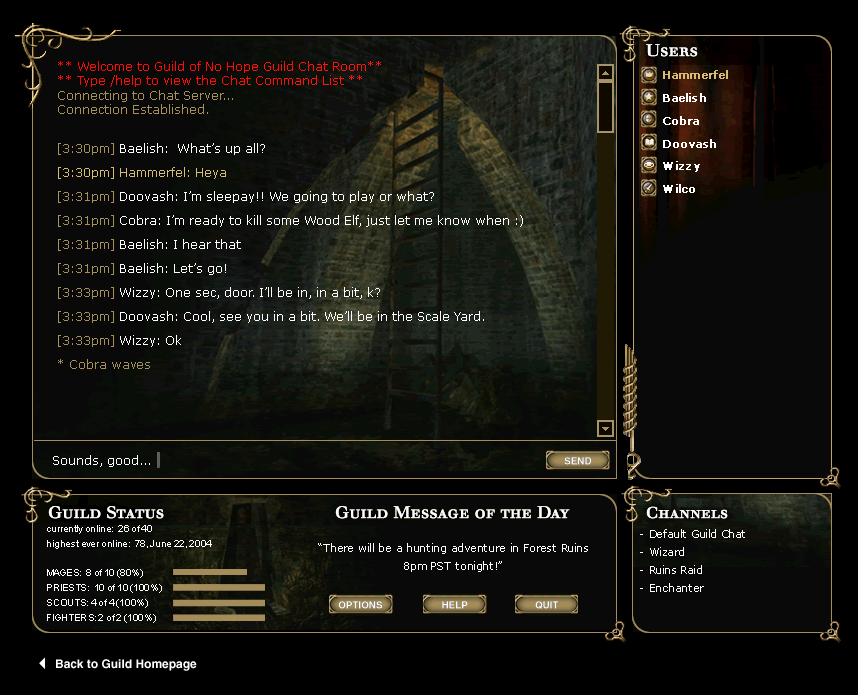 ** Welcome to Guild of No Hope Guild Chat Room**
** Type /help to view the Chat Command List **
Connecting to Chat Server...
Connection Established.
[3:30pm] Baelish:  What's up all?
[3:30pm] Hammerfel: Heya
[3:31pm] Doovash: I'm sleepay!! We going to play or what?
[3:31pm] Cobra: I'm ready to kill some Wood Elf, just let me know when :)
[3:31pm] Baelish: I hear that
[3:31pm] Baelish: Let's go!
[3:33pm] Wizzy: One sec, door. I'll be in, in a bit, k?
[3:33pm] Doovash: Cool, see you in a bit. We'll be in the Scale Yard.
[3:33pm] Wizzy: Ok
* Cobra waves
Sounds, good...
SEND
Users
Hammerfel
Baelish
Cobra
Doovash
Wizzy
Wilco
Guild Status
currently online: 26 of 40
highest ever online: 78, June 22, 2004
MAGES: 8 of 10 (80%)
PRIESTS: 10 of 10 (100%)
SCOUTS: 4 of 4 (100%)
FIGHTERS: 2 of 2 (100%)
Guild Message of the Day
“There will be a hunting adventure in Forest Ruins
8pm PST tonight!”
OPTIONS
HELP
QUIT
Channels
- Default Guild Chat
- Wizard
- Ruins Raid
- Enchanter
Back to Guild Homepage